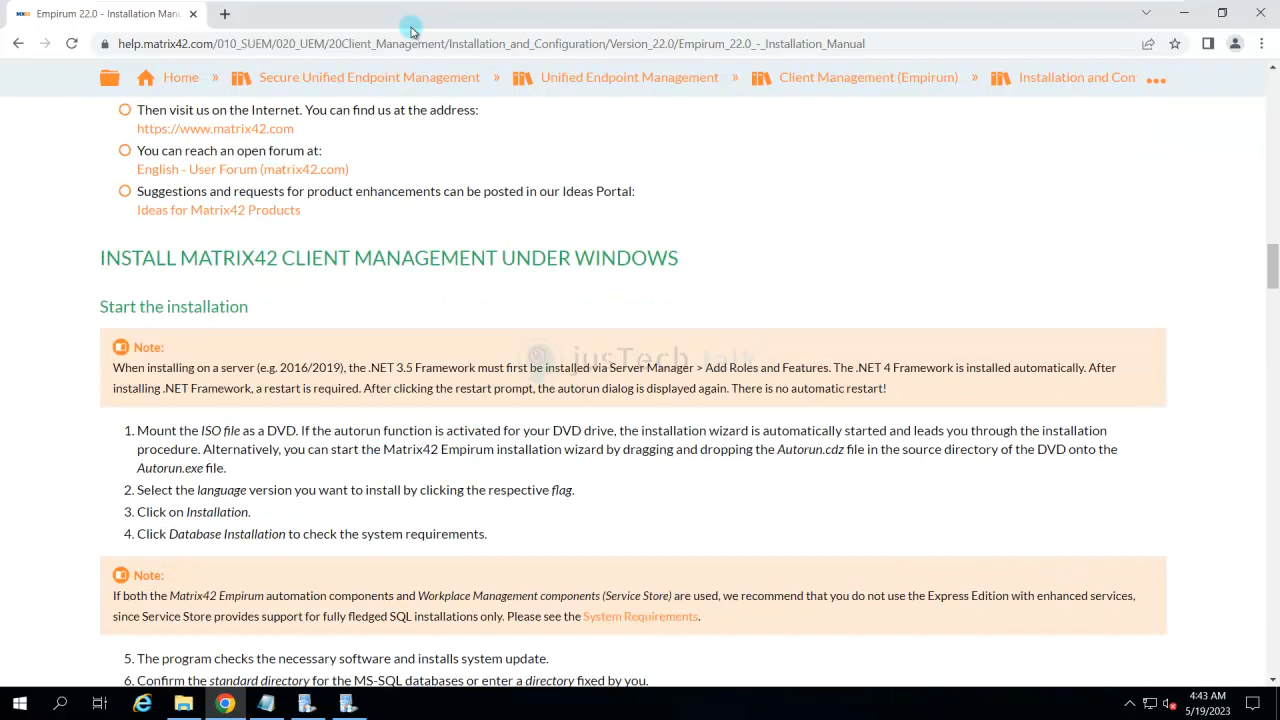 Empirum 22.0 - Installation Manu
help.matrix42.com/010_SUEM/020_UEM/20Client_Management/Installation_and_Configuration/Version_22.0/Empirum_22.0_-_Installation_Manual
Home » Secure Unified Endpoint Management » Unified Endpoint Management » Client Management (Empirum) » Installation and Con
Then visit us on the Internet. You can find us at the address:
https://www.matrix42.com
You can reach an open forum at:
English - User Forum (matrix42.com)
Suggestions and requests for product enhancements can be posted in our Ideas Portal:
Ideas for Matrix42 Products
INSTALL MATRIX42 CLIENT MANAGEMENT UNDER WINDOWS
Start the installation
Note:
When installing on a server (e.g. 2016/2019), the .NET 3.5 Framework must first be installed via Server Manager > Add Roles and Features. The .NET 4 Framework is installed automatically. After
installing .NET Framework, a restart is required. After clicking the restart prompt, the autorun dialog is displayed again. There is no automatic restart!
jusTech talk
1. Mount the ISO file as a DVD. If the autorun function is activated for your DVD drive, the installation wizard is automatically started and leads you through the installation
procedure. Alternatively, you can start the Matrix42 Empirum installation wizard by dragging and dropping the Autorun.cdz file in the source directory of the DVD onto the
Autorun.exe file.
2. Select the language version you want to install by clicking the respective flag.
3. Click on Installation.
4. Click Database Installation to check the system requirements.
Note:
If both the Matrix42 Empirum automation components and Workplace Management components (Service Store) are used, we recommend that you do not use the Express Edition with enhanced services,
since Service Store provides support for fully fledged SQL installations only. Please see the System Requirements.
5. The program checks the necessary software and installs system update.
6. Confirm the standard directory for the MS-SQL databases or enter a directory fixed by you.
4:43 AM
5/19/2023